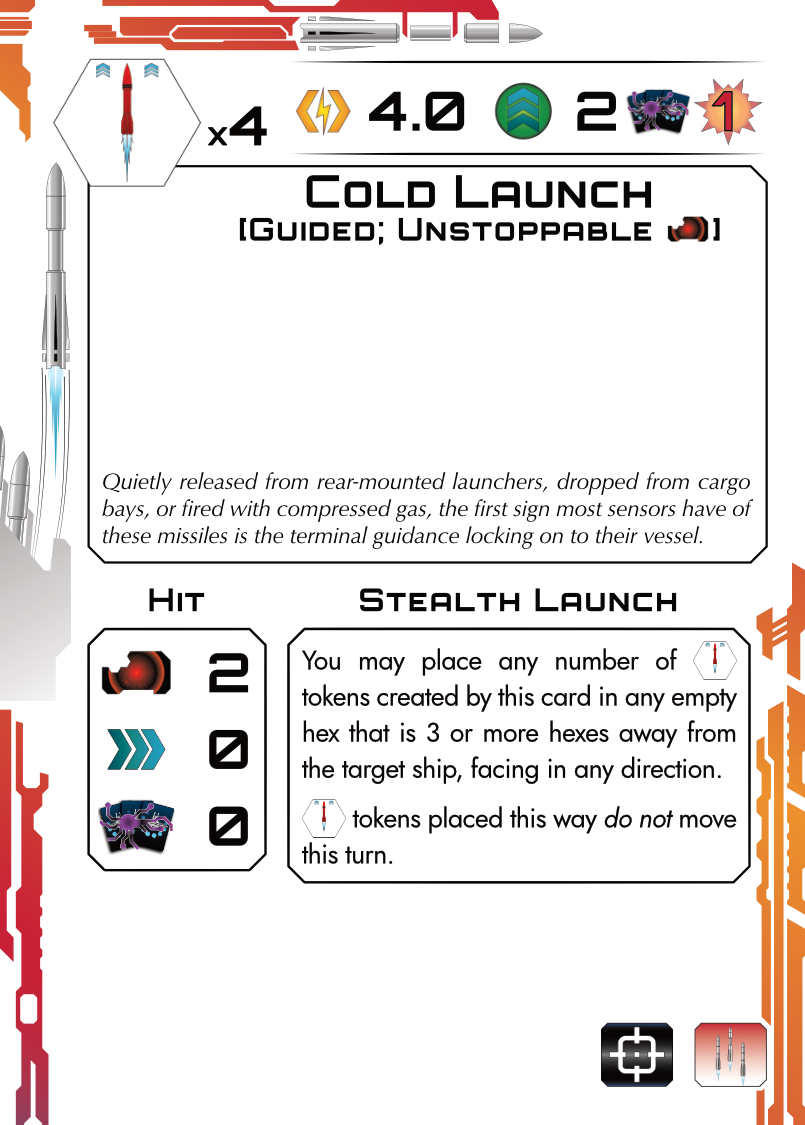 x4
4.0
2
1
Cold Launch
[Guided; Unstoppable ]
Quietly released from rear-mounted launchers, dropped from cargo
bays, or fired with compressed gas, the first sign most sensors have of
these missiles is the terminal guidance locking on to their vessel.
Hit
2
0
0
Stealth Launch
You may place any number of
tokens created by this card in any empty
hex that is 3 or more hexes away from
the target ship, facing in any direction.
tokens placed this way do not move
this turn.